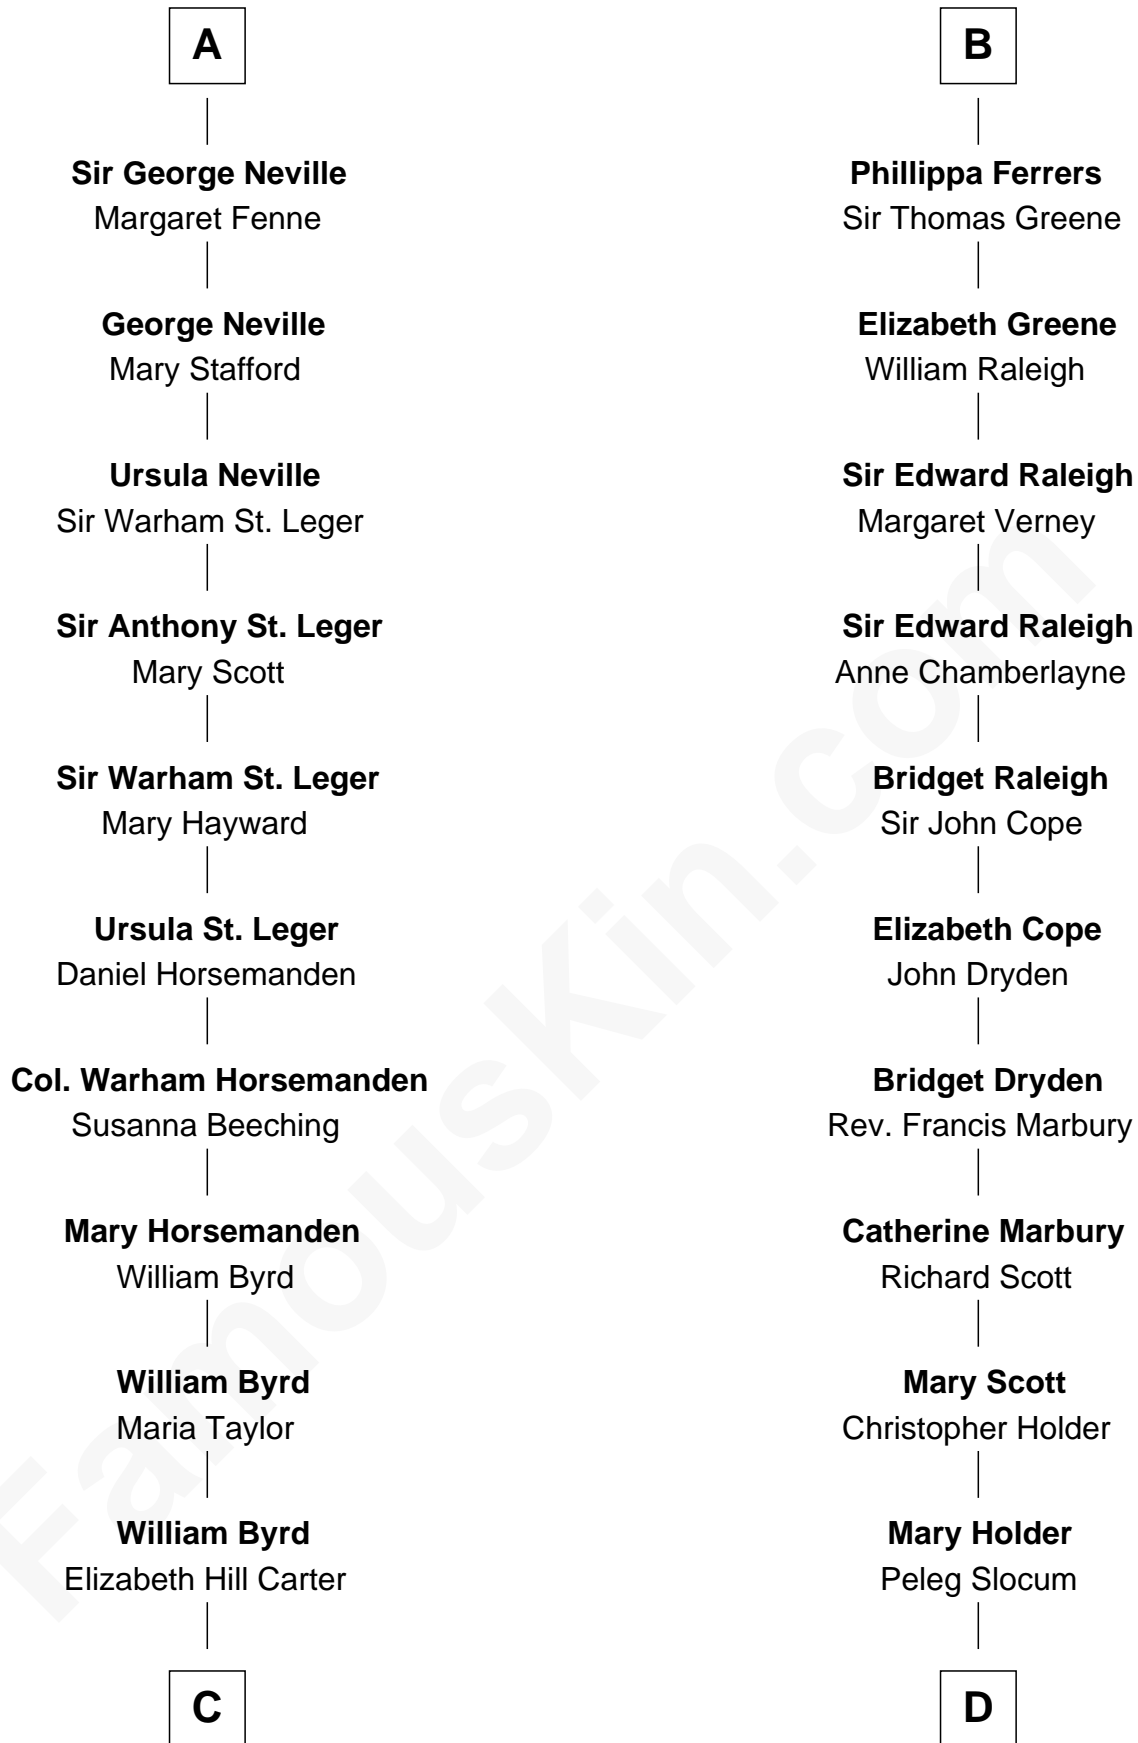 A
Sir George Neville
Margaret Fenne
George Neville
Mary Stafford
Ursula Neville
Sir Warham St. Leger
Sir Anthony St. Leger
Mary Scott
Sir Warham St. Leger
Mary Hayward
Ursula St. Leger
Daniel Horsemanden
Col. Warham Horsemanden
Susanna Beeching
Mary Horsemanden
William Byrd
William Byrd
Maria Taylor
William Byrd
Elizabeth Hill Carter
C
B
Phillippa Ferrers
Sir Thomas Greene
Elizabeth Greene
William Raleigh
Sir Edward Raleigh
Margaret Verney
Sir Edward Raleigh
Anne Chamberlayne
Bridget Raleigh
Sir John Cope
Elizabeth Cope
John Dryden
Bridget Dryden
Rev. Francis Marbury
Catherine Marbury
Richard Scott
Mary Scott
Christopher Holder
Mary Holder
Peleg Slocum
D
FamousKin.com